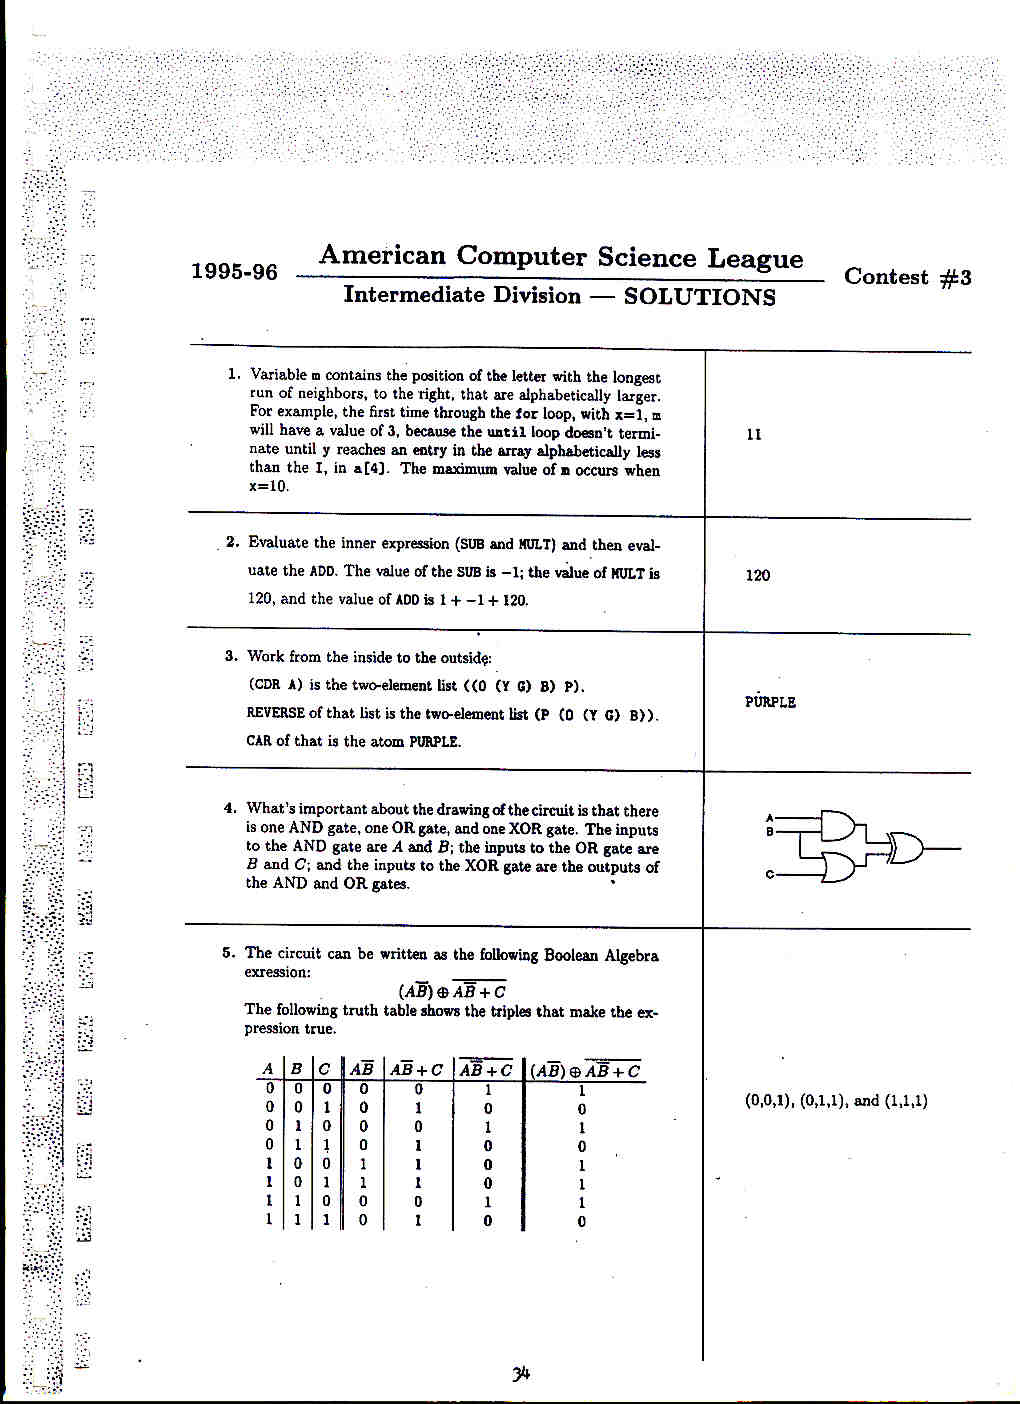 American Computer Science League
1995-96
Contest #3
Intermediate Division — SOLUTIONS
1. Variable m contains the position of the letter with the longest
run of neighbors, to the right, that are alphabetically larger.
For example, the first time through the for loop, with x=1, m
will have a value of 3, because the until loop doesn't termi-
nate until y reaches an entry in the array alphabetically less
than the I, in a[4]. The maximum value of m occurs when
x=10.
11
2. Evaluate the inner expression (SUB and MULT) and then eval-
uate the ADD. The value of the SUB is −1; the value of MULT is
120, and the value of ADD is 1 + −1 + 120.
120
3. Work from the inside to the outside:
(CDR A) is the two-element list ((O (Y G) B) P).
REVERSE of that list is the two-element list (P (O (Y G) B)).
CAR of that is the atom PURPLE.
PURPLE
4. What's important about the drawing of the circuit is that there
is one AND gate, one OR gate, and one XOR gate. The inputs
to the AND gate are A and B; the inputs to the OR gate are
B and C; and the inputs to the XOR gate are the outputs of
the AND and OR gates.
A
B
C
5. The circuit can be written as the following Boolean Algebra
exression:
(AB̅) ⊕ A̅B̅̅ ̅+̅ ̅C̅
The following truth table shows the triples that make the ex-
pression true.
A B C AB̅ AB̅ + C A̅B̅̅ ̅+̅ ̅C̅ (AB̅) ⊕ A̅B̅̅ ̅+̅ ̅C̅
0 0 0 0 0 1 1
0 0 1 0 1 0 0
0 1 0 0 0 1 1
0 1 1 0 1 0 0
1 0 0 1 1 0 1
1 0 1 1 1 0 1
1 1 0 0 0 1 1
1 1 1 0 1 0 0
(0,0,1), (0,1,1), and (1,1,1)
34